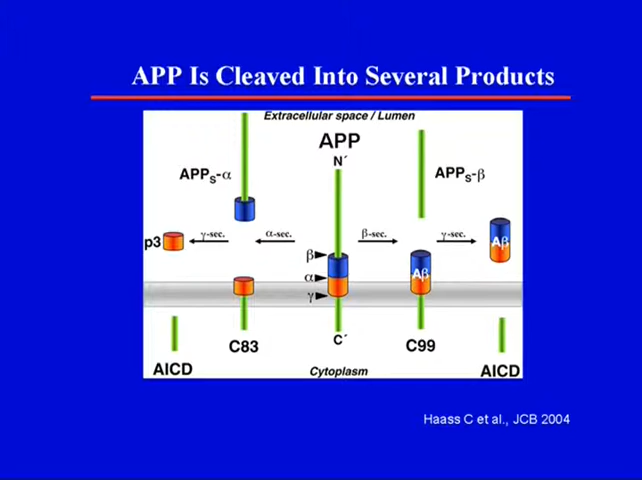 APP Is Cleaved Into Several Products
Extracellular space / Lumen
APP
N´
APPS-α
APPS-β
p3
γ-sec.
α-sec.
β-sec.
γ-sec.
Aβ
β
α
γ
Aβ
C´
C83
C99
AICD
Cytoplasm
AICD
Haass C et al., JCB 2004